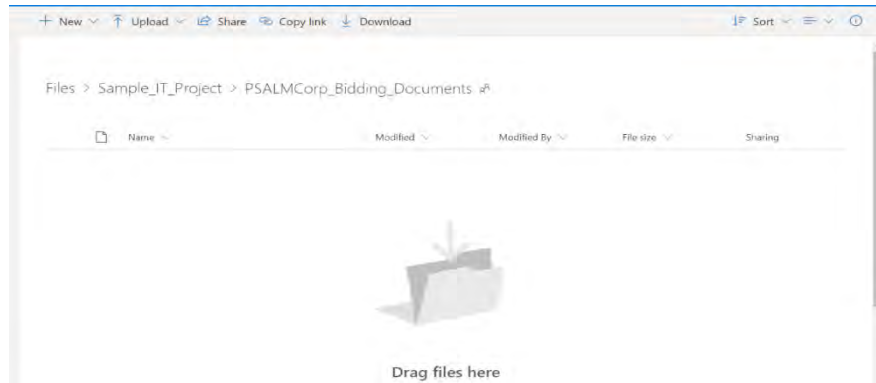 New Upload Share Copy link Download Sort
Files > Sample_IT_Project > PSALMCorp_Bidding_Documents
Name Modified Modified By File size Sharing
Drag files here